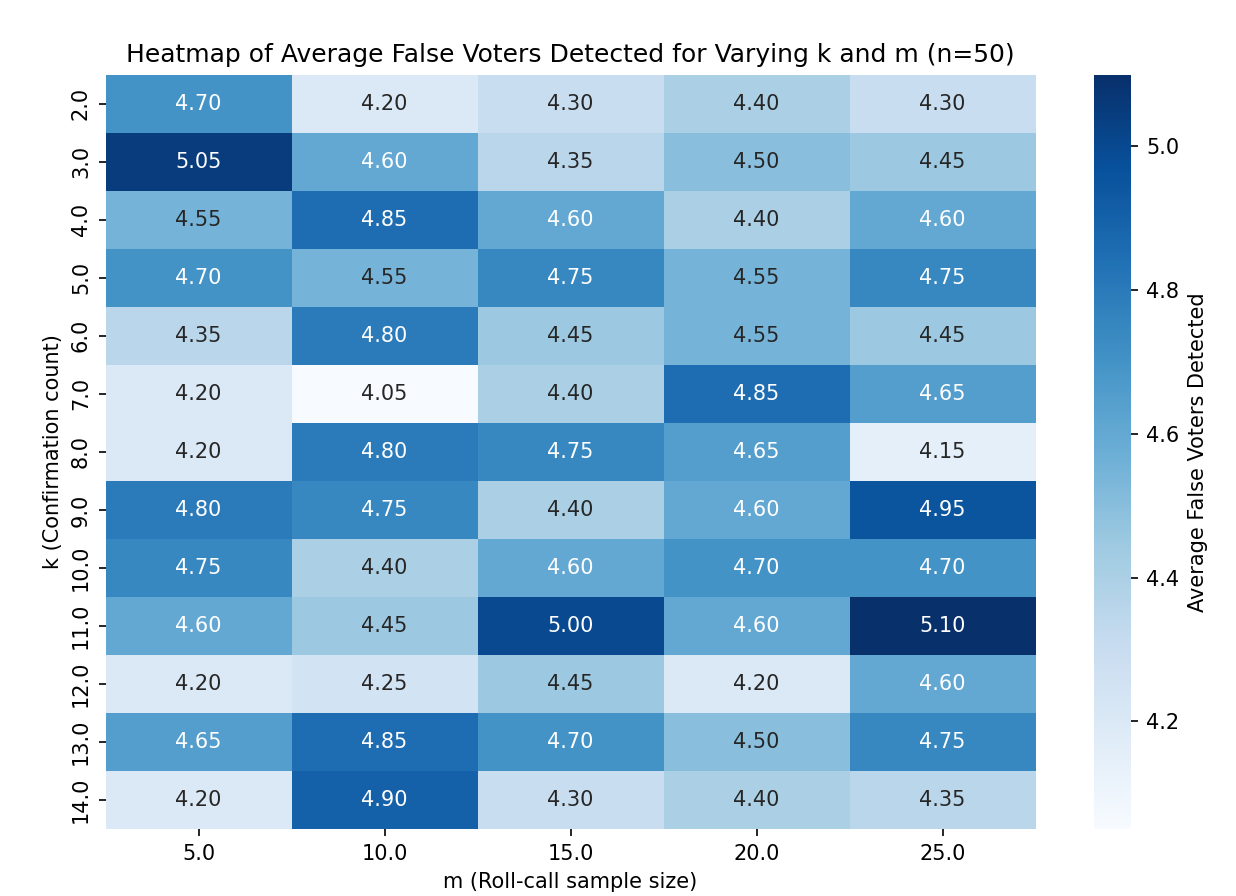 Heatmap of Average False Voters Detected for Varying k and m (n=50)
k (Confirmation count)
2.0 4.70 4.20 4.30 4.40 4.30
3.0 5.05 4.60 4.35 4.50 4.45
4.0 4.55 4.85 4.60 4.40 4.60
5.0 4.70 4.55 4.75 4.55 4.75
6.0 4.35 4.80 4.45 4.55 4.45
7.0 4.20 4.05 4.40 4.85 4.65
8.0 4.20 4.80 4.75 4.65 4.15
9.0 4.80 4.75 4.40 4.60 4.95
10.0 4.75 4.40 4.60 4.70 4.70
11.0 4.60 4.45 5.00 4.60 5.10
12.0 4.20 4.25 4.45 4.20 4.60
13.0 4.65 4.85 4.70 4.50 4.75
14.0 4.20 4.90 4.30 4.40 4.35
5.0 10.0 15.0 20.0 25.0
m (Roll-call sample size)
5.0
4.8
4.6
4.4
4.2
Average False Voters Detected